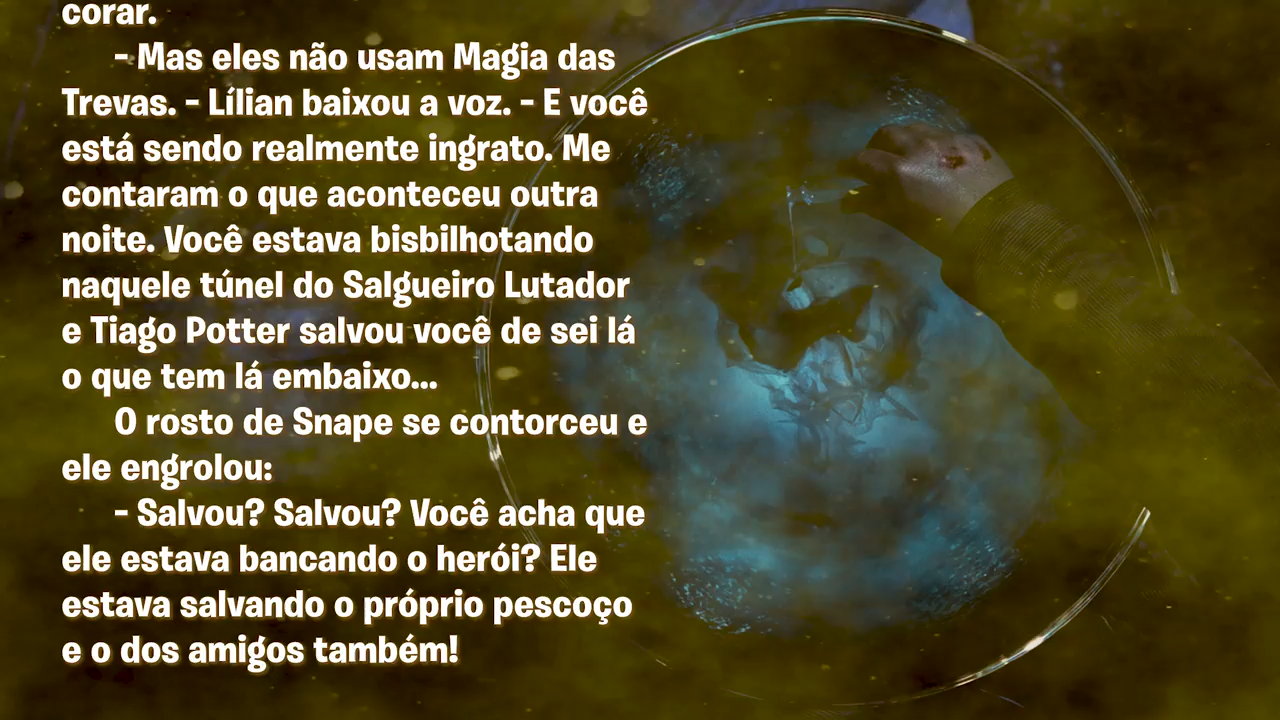 corar.
- Mas eles não usam Magia das
Trevas. - Lílian baixou a voz. - E você
está sendo realmente ingrato. Me
contaram o que aconteceu outra
noite. Você estava bisbilhotando
naquele túnel do Salgueiro Lutador
e Tiago Potter salvou você de sei lá
o que tem lá embaixo...
O rosto de Snape se contorceu e
ele engrolou:
- Salvou? Salvou? Você acha que
ele estava bancando o herói? Ele
estava salvando o próprio pescoço
e o dos amigos também!